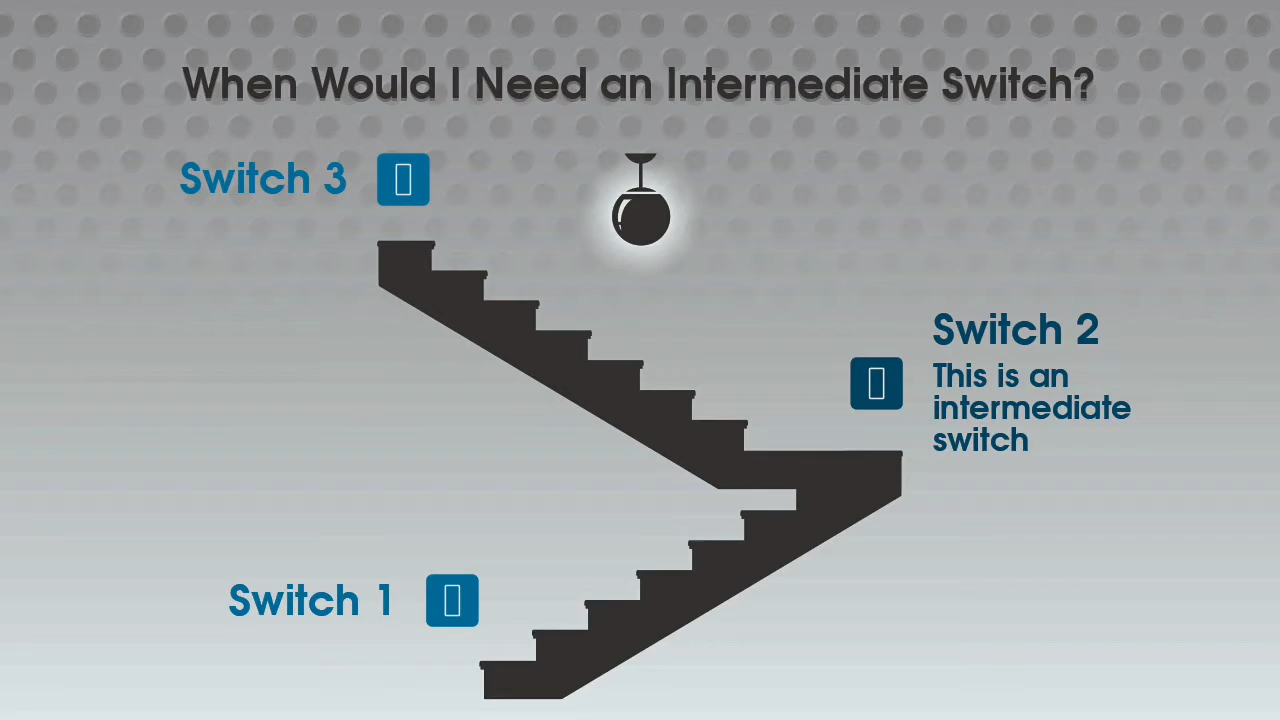 When Would I Need an Intermediate Switch?
Switch 3
Switch 2
This is an
intermediate
switch
Switch 1